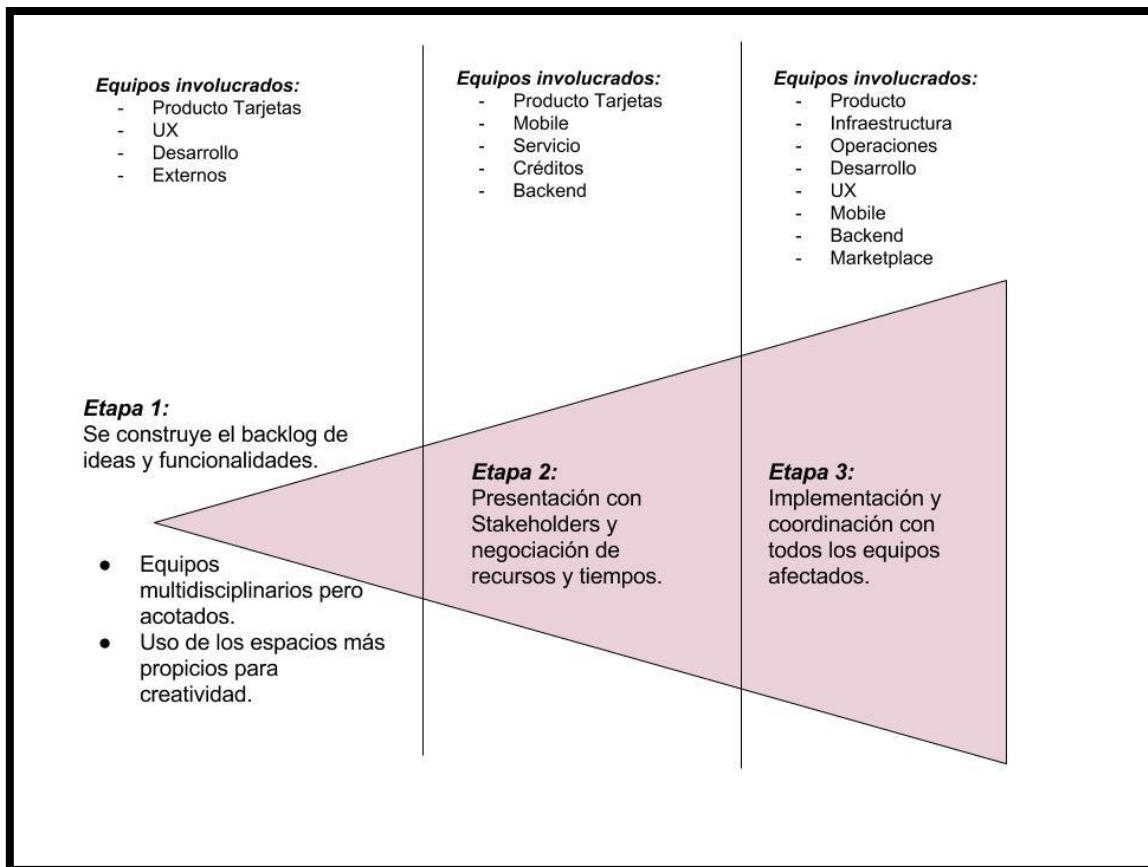 Equipos involucrados:
- Producto Tarjetas
- UX
- Desarrollo
- Externos
Equipos involucrados:
- Producto Tarjetas
- Mobile
- Servicio
- Créditos
- Backend
Equipos involucrados:
- Producto
- Infraestructura
- Operaciones
- Desarrollo
- UX
- Mobile
- Backend
- Marketplace
Etapa 1:
Se construye el backlog de
ideas y funcionalidades.
● Equipos
multidisciplinarios pero
acotados.
● Uso de los espacios más
propicios para
creatividad.
Etapa 2:
Presentación con
Stakeholders y
negociación de
recursos y tiempos.
Etapa 3:
Implementación y
coordinación con
todos los equipos
afectados.